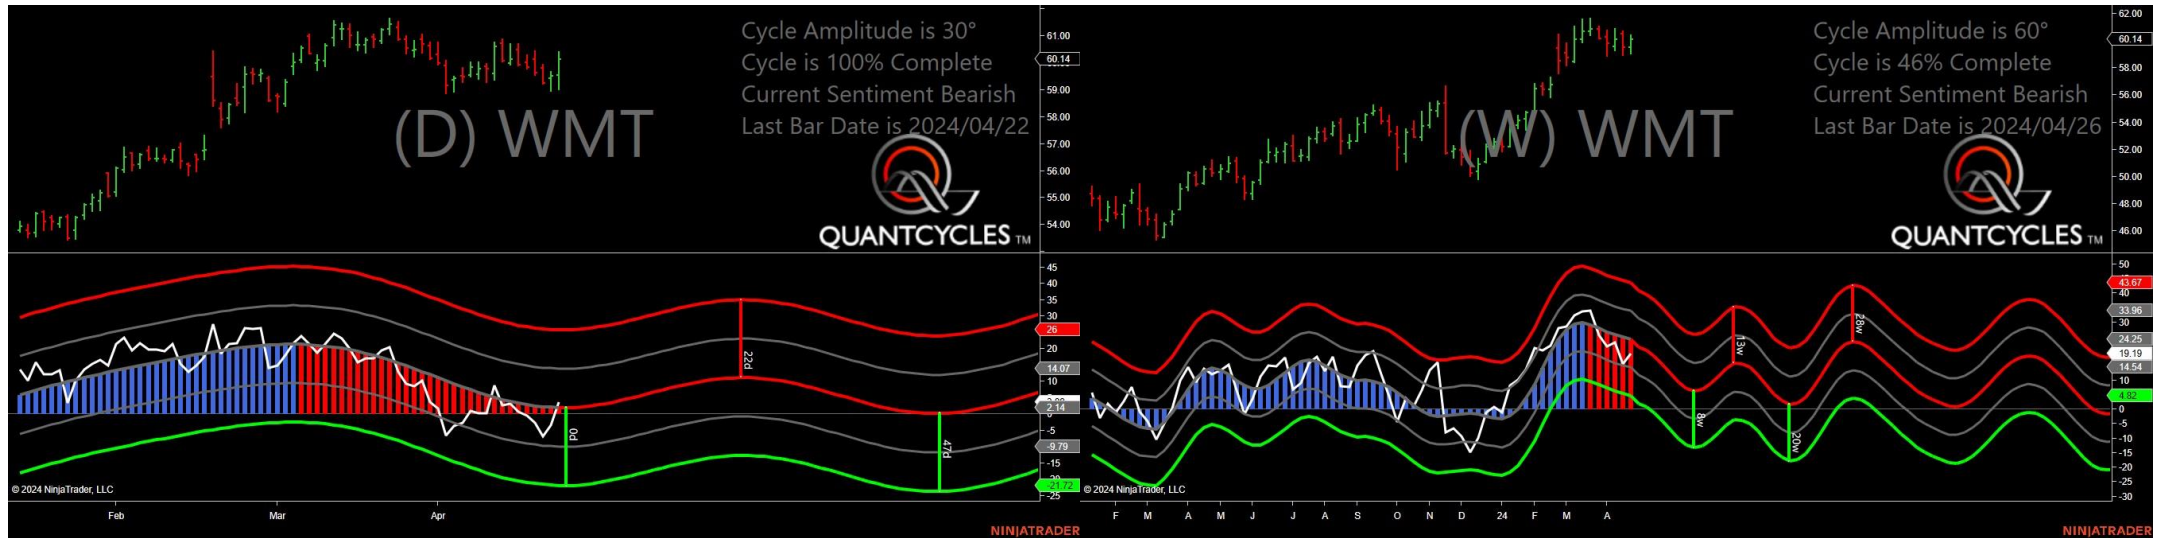 Cycle Amplitude is 30°
Cycle is 100% Complete
Current Sentiment Bearish
Last Bar Date is 2024/04/22
(D) WMT
QUANTCYCLES TM
61.00
60.14
59.00
58.00
57.00
56.00
55.00
54.00
45
35
30
26
20
14.07
10
2.14
-5
-9.79
-15
-21.72
-25
22d
0d
47d
© 2024 NinjaTrader, LLC
Feb
Mar
Apr
NINJATRADER
Cycle Amplitude is 60°
Cycle is 46% Complete
Current Sentiment Bearish
Last Bar Date is 2024/04/26
(W) WMT
QUANTCYCLES TM
62.00
60.14
58.00
56.00
54.00
52.00
50.00
48.00
46.00
50
43.67
40
33.96
30
24.25
19.19
14.54
10
4.82
0
-5
-10
-15
-20
-25
-30
13w
28w
8w
20w
© 2024 NinjaTrader, LLC
F M A M J J A S O N D 24 F M A
NINJATRADER